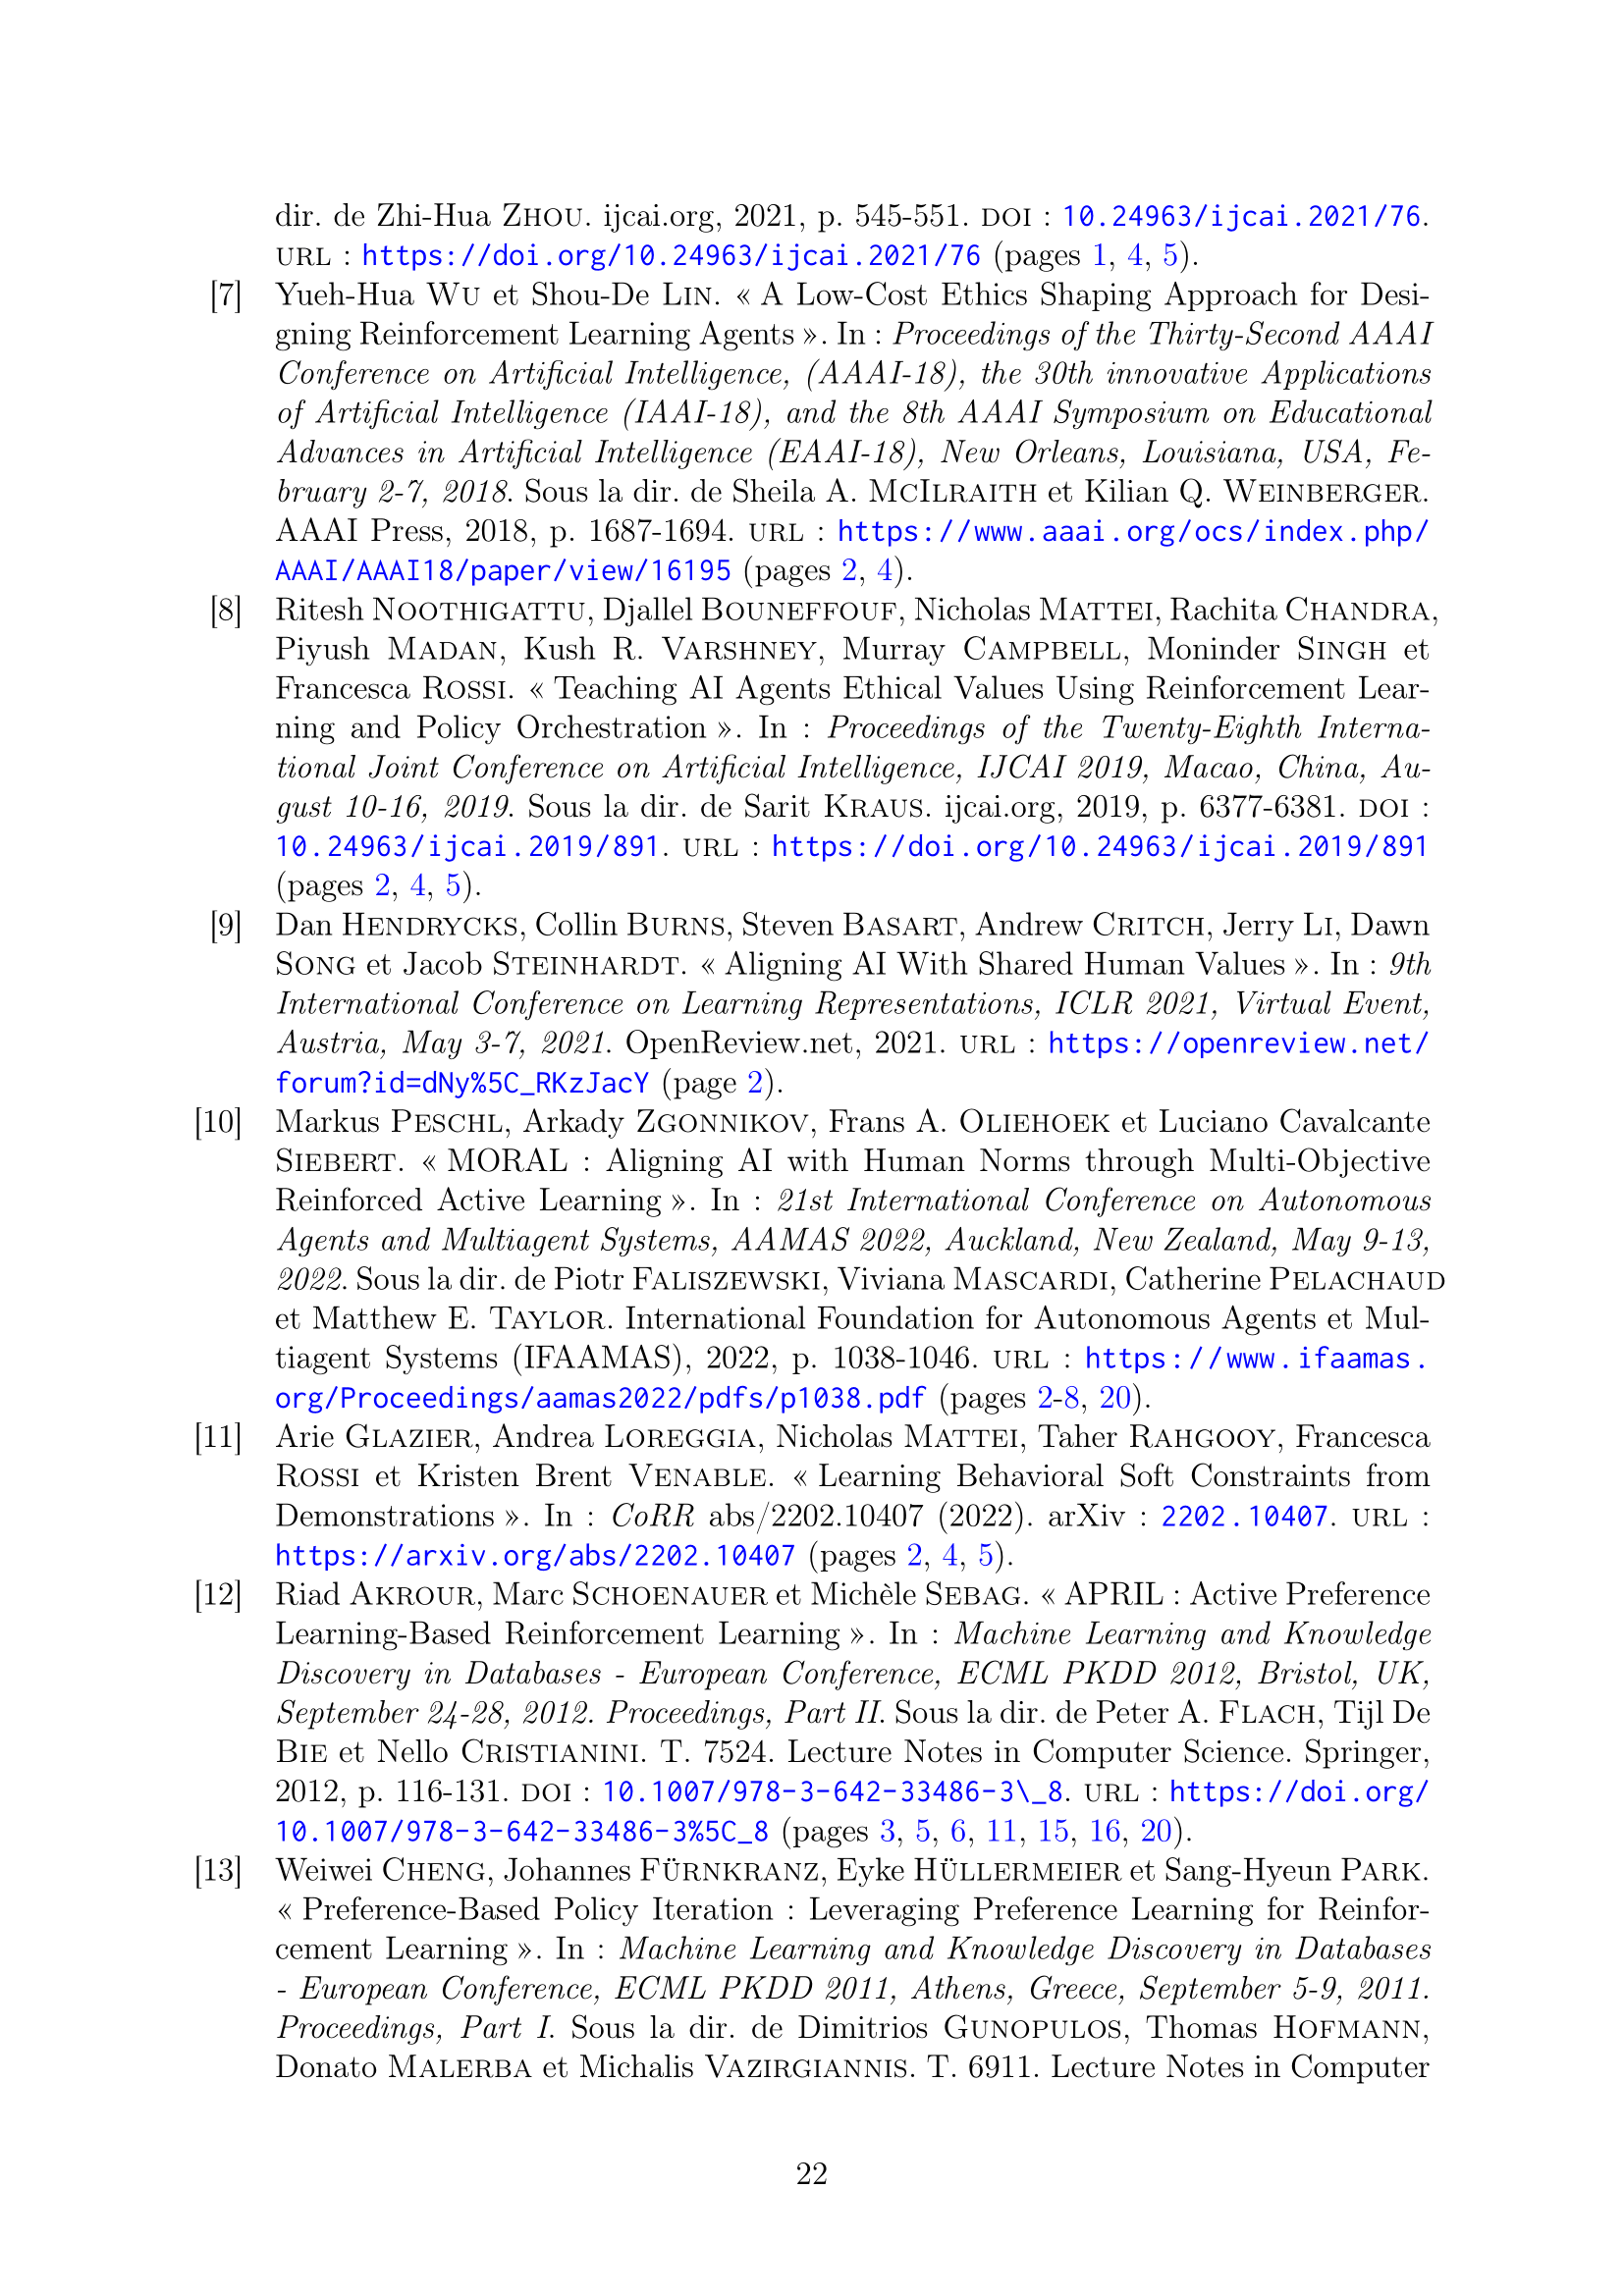 dir. de Zhi-Hua ZHOU. ijcai.org, 2021, p. 545-551. DOI : 10.24963/ijcai.2021/76.
URL : https://doi.org/10.24963/ijcai.2021/76 (pages 1, 4, 5).
[7] Yueh-Hua WU et Shou-De LIN. « A Low-Cost Ethics Shaping Approach for Desi-
gning Reinforcement Learning Agents ». In : Proceedings of the Thirty-Second AAAI
Conference on Artificial Intelligence, (AAAI-18), the 30th innovative Applications
of Artificial Intelligence (IAAI-18), and the 8th AAAI Symposium on Educational
Advances in Artificial Intelligence (EAAI-18), New Orleans, Louisiana, USA, Fe-
bruary 2-7, 2018. Sous la dir. de Sheila A. MCILRAITH et Kilian Q. WEINBERGER.
AAAI Press, 2018, p. 1687-1694. URL : https://www.aaai.org/ocs/index.php/
AAAI/AAAI18/paper/view/16195 (pages 2, 4).
[8] Ritesh NOOTHIGATTU, Djallel BOUNEFFOUF, Nicholas MATTEI, Rachita CHANDRA,
Piyush MADAN, Kush R. VARSHNEY, Murray CAMPBELL, Moninder SINGH et
Francesca ROSSI. « Teaching AI Agents Ethical Values Using Reinforcement Lear-
ning and Policy Orchestration ». In : Proceedings of the Twenty-Eighth Interna-
tional Joint Conference on Artificial Intelligence, IJCAI 2019, Macao, China, Au-
gust 10-16, 2019. Sous la dir. de Sarit KRAUS. ijcai.org, 2019, p. 6377-6381. DOI :
10.24963/ijcai.2019/891. URL : https://doi.org/10.24963/ijcai.2019/891
(pages 2, 4, 5).
[9] Dan HENDRYCKS, Collin BURNS, Steven BASART, Andrew CRITCH, Jerry LI, Dawn
SONG et Jacob STEINHARDT. « Aligning AI With Shared Human Values ». In : 9th
International Conference on Learning Representations, ICLR 2021, Virtual Event,
Austria, May 3-7, 2021. OpenReview.net, 2021. URL : https://openreview.net/
forum?id=dNy%5C_RKzJacY (page 2).
[10] Markus PESCHL, Arkady ZGONNIKOV, Frans A. OLIEHOEK et Luciano Cavalcante
SIEBERT. « MORAL : Aligning AI with Human Norms through Multi-Objective
Reinforced Active Learning ». In : 21st International Conference on Autonomous
Agents and Multiagent Systems, AAMAS 2022, Auckland, New Zealand, May 9-13,
2022. Sous la dir. de Piotr FALISZEWSKI, Viviana MASCARDI, Catherine PELACHAUD
et Matthew E. TAYLOR. International Foundation for Autonomous Agents et Mul-
tiagent Systems (IFAAMAS), 2022, p. 1038-1046. URL : https://www.ifaamas.
org/Proceedings/aamas2022/pdfs/p1038.pdf (pages 2-8, 20).
[11] Arie GLAZIER, Andrea LOREGGIA, Nicholas MATTEI, Taher RAHGOOY, Francesca
ROSSI et Kristen Brent VENABLE. « Learning Behavioral Soft Constraints from
Demonstrations ». In : CoRR abs/2202.10407 (2022). arXiv : 2202.10407. URL :
https://arxiv.org/abs/2202.10407 (pages 2, 4, 5).
[12] Riad AKROUR, Marc SCHOENAUER et Michèle SEBAG. « APRIL : Active Preference
Learning-Based Reinforcement Learning ». In : Machine Learning and Knowledge
Discovery in Databases - European Conference, ECML PKDD 2012, Bristol, UK,
September 24-28, 2012. Proceedings, Part II. Sous la dir. de Peter A. FLACH, Tijl De
BIE et Nello CRISTIANINI. T. 7524. Lecture Notes in Computer Science. Springer,
2012, p. 116-131. DOI : 10.1007/978-3-642-33486-3\_8. URL : https://doi.org/
10.1007/978-3-642-33486-3%5C_8 (pages 3, 5, 6, 11, 15, 16, 20).
[13] Weiwei CHENG, Johannes FÜRNKRANZ, Eyke HÜLLERMEIER et Sang-Hyeun PARK.
« Preference-Based Policy Iteration : Leveraging Preference Learning for Reinfor-
cement Learning ». In : Machine Learning and Knowledge Discovery in Databases
- European Conference, ECML PKDD 2011, Athens, Greece, September 5-9, 2011.
Proceedings, Part I. Sous la dir. de Dimitrios GUNOPULOS, Thomas HOFMANN,
Donato MALERBA et Michalis VAZIRGIANNIS. T. 6911. Lecture Notes in Computer
22